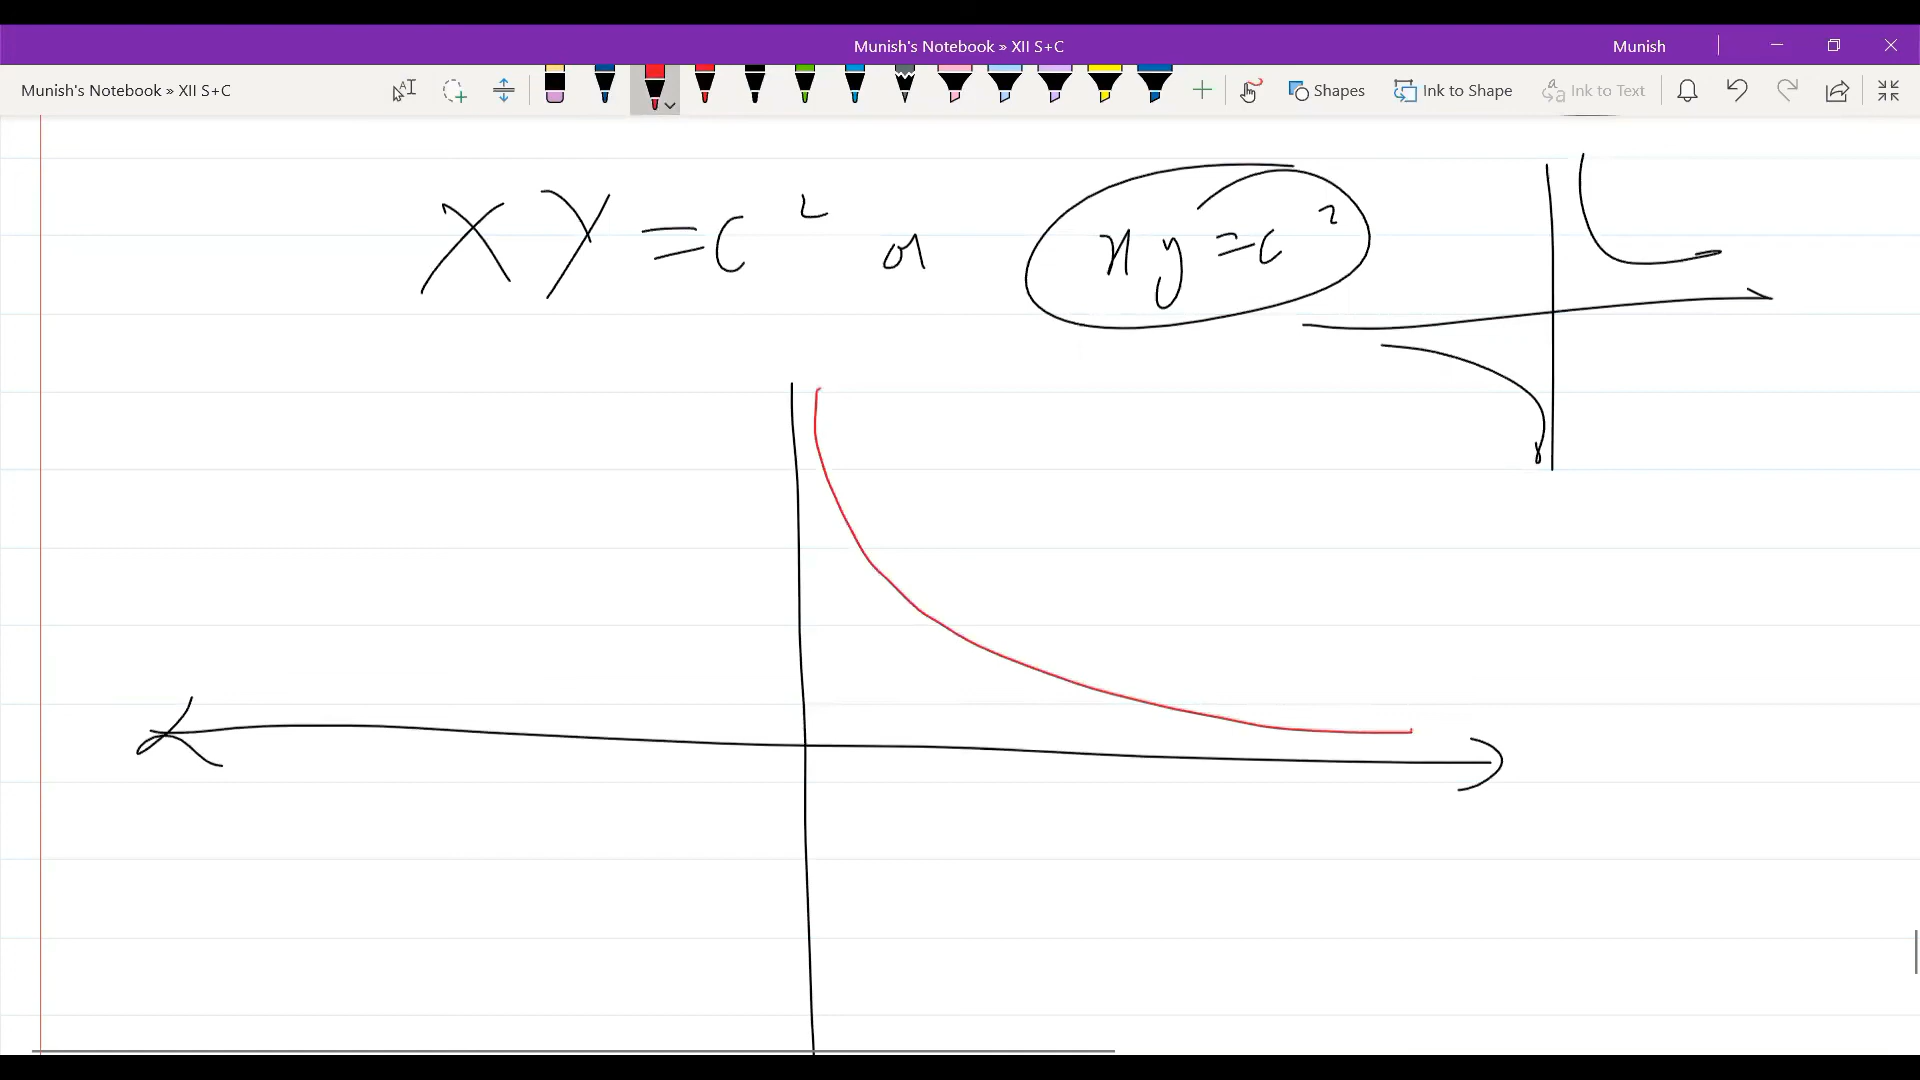 Munish's Notebook » XII S+C
Munish
Munish's Notebook » XII S+C
Shapes
Ink to Shape
Ink to Text
XY = c² or xy = c²